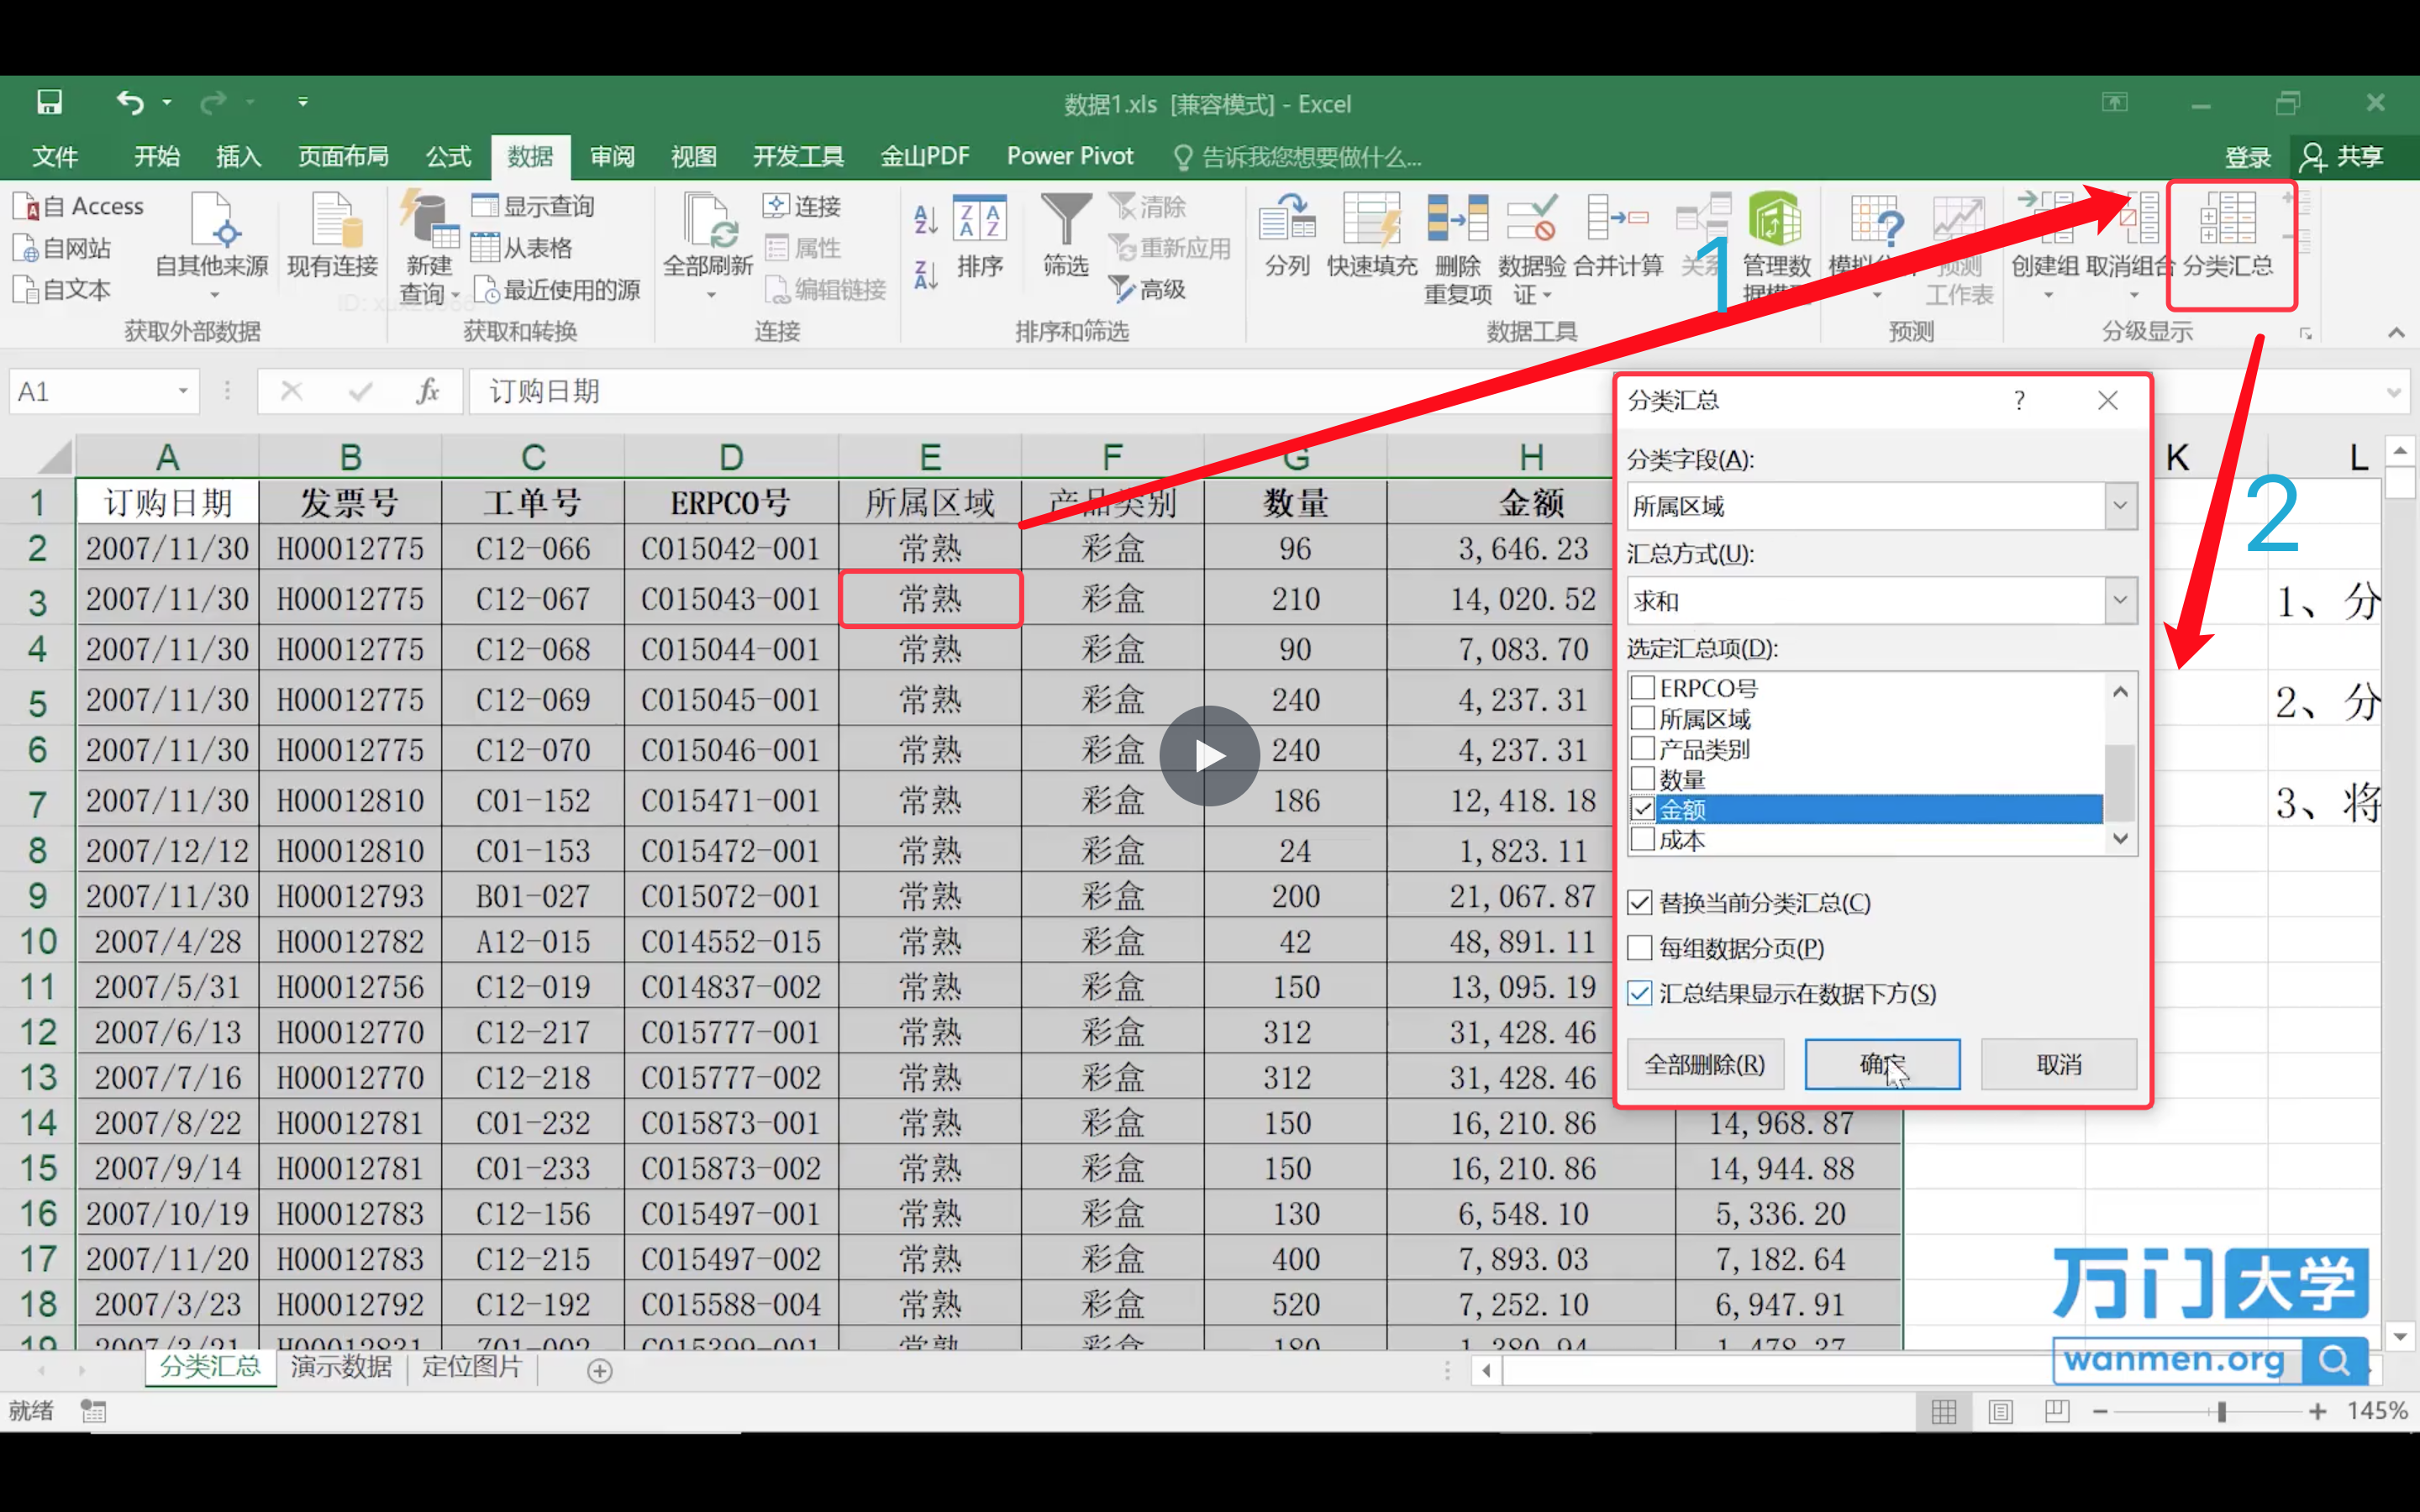 数据1.xls [兼容模式] - Excel
文件 开始 插入 页面布局 公式 数据 审阅 视图 开发工具 金山PDF Power Pivot 告诉我您想要做什么... 登录 共享
自 Access
自网站
自文本
自其他来源
现有连接
获取外部数据
新建
查询
显示查询
从表格
最近使用的源
获取和转换
全部刷新
连接
属性
编辑链接
连接
排序
筛选
清除
重新应用
高级
排序和筛选
分列
快速填充
删除
重复项
数据验
证
合并计算
关系
管理数
数据工具
预测
工作表
预测
创建组
取消组合
分类汇总
分级显示
1
2
A1 fx 订购日期
A B C D E F G H K L
1 订购日期 发票号 工单号 ERPCO号 所属区域 产品类别 数量 金额
2 2007/11/30 H00012775 C12-066 C015042-001 常熟 彩盒 96 3,646.23
3 2007/11/30 H00012775 C12-067 C015043-001 常熟 彩盒 210 14,020.52
4 2007/11/30 H00012775 C12-068 C015044-001 常熟 彩盒 90 7,083.70
5 2007/11/30 H00012775 C12-069 C015045-001 常熟 彩盒 240 4,237.31
6 2007/11/30 H00012775 C12-070 C015046-001 常熟 彩盒 240 4,237.31
7 2007/11/30 H00012810 C01-152 C015471-001 常熟 彩盒 186 12,418.18
8 2007/12/12 H00012810 C01-153 C015472-001 常熟 彩盒 24 1,823.11
9 2007/11/30 H00012793 B01-027 C015072-001 常熟 彩盒 200 21,067.87
10 2007/4/28 H00012782 A12-015 C014552-015 常熟 彩盒 42 48,891.11
11 2007/5/31 H00012756 C12-019 C014837-002 常熟 彩盒 150 13,095.19
12 2007/6/13 H00012770 C12-217 C015777-001 常熟 彩盒 312 31,428.46
13 2007/7/16 H00012770 C12-218 C015777-002 常熟 彩盒 312 31,428.46
14 2007/8/22 H00012781 C01-232 C015873-001 常熟 彩盒 150 16,210.86 14,968.87
15 2007/9/14 H00012781 C01-233 C015873-002 常熟 彩盒 150 16,210.86 14,944.88
16 2007/10/19 H00012783 C12-156 C015497-001 常熟 彩盒 130 6,548.10 5,336.20
17 2007/11/20 H00012783 C12-215 C015497-002 常熟 彩盒 400 7,893.03 7,182.64
18 2007/3/23 H00012792 C12-192 C015588-004 常熟 彩盒 520 7,252.10 6,947.91
1、分
2、分
3、将
分类汇总 ?
分类字段(A):
所属区域
汇总方式(U):
求和
选定汇总项(D):
ERPCO号
所属区域
产品类别
数量
金额
成本
替换当前分类汇总(C)
每组数据分页(P)
汇总结果显示在数据下方(S)
全部删除(R) 确定 取消
万门大学
wanmen.org
分类汇总 演示数据 定位图片
就绪 145%